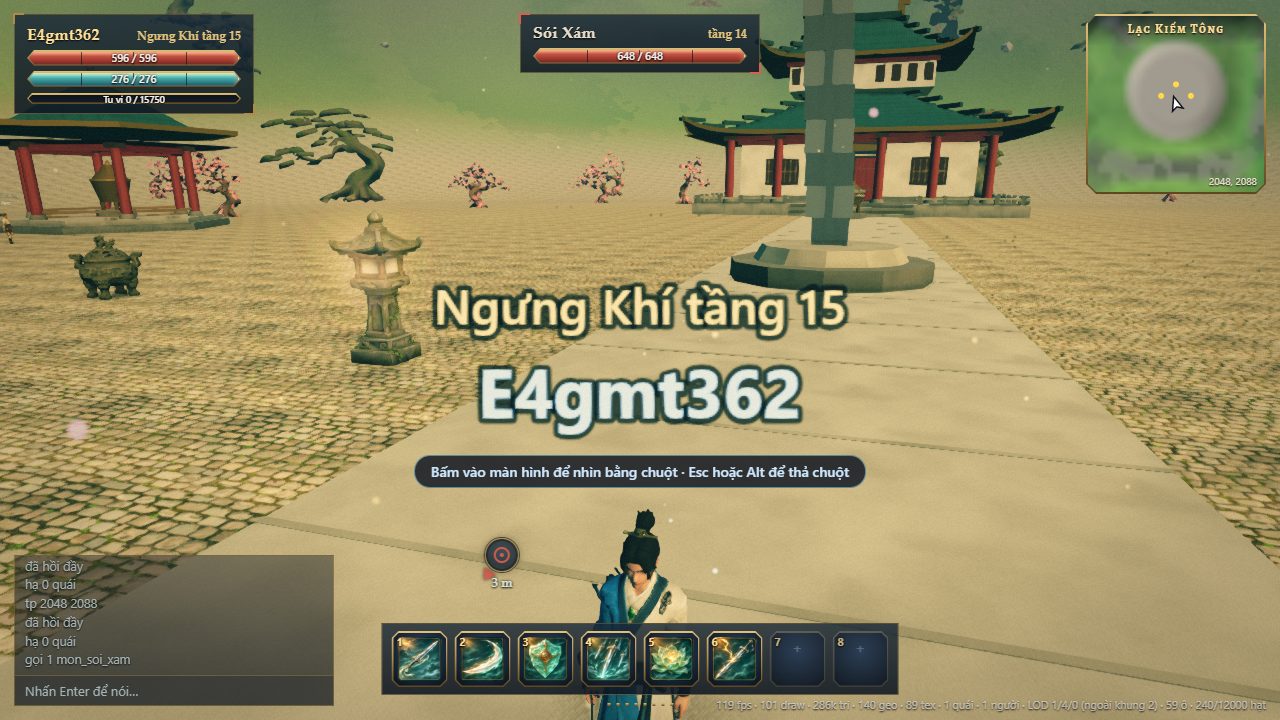 E4gmt362 Ngưng Khí tầng 15
596 / 596
276 / 276
Tu vi 0 / 15750
Sói Xám tầng 14
648 / 648
LẠC KIẾM TÔNG
2048, 2088
Ngưng Khí tầng 15
E4gmt362
Bấm vào màn hình để nhìn bằng chuột · Esc hoặc Alt để thả chuột
3 m
đã hồi đầy
hạ 0 quái
tp 2048 2088
đã hồi đầy
hạ 0 quái
gọi 1 mon_soi_xam
Nhấn Enter để nói...
1 2 3 4 5 6 7 8
+ +
119 fps · 101 draw · 286k tri · 140 geo · 89 tex · 1 quái · 1 người · LOD 1/4/0 (ngoài khung 2) · 59 ô · 240/12000 hạt